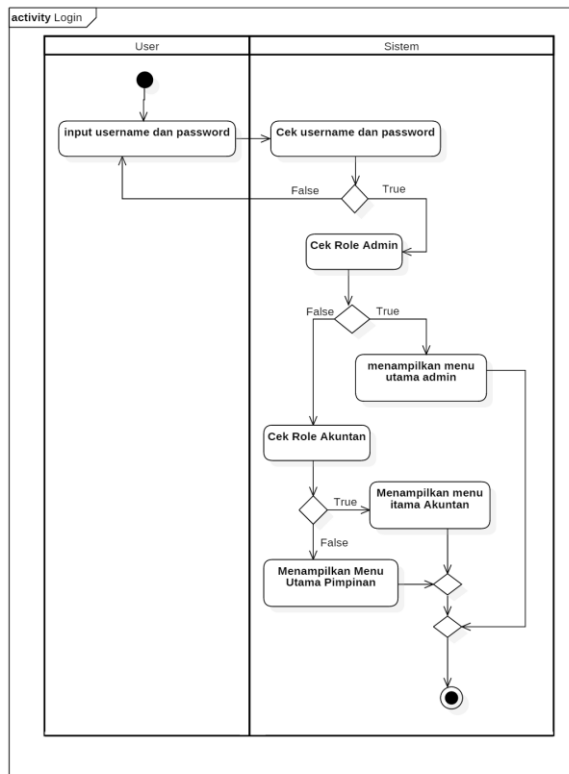 activity Login
User
Sistem
input username dan password
Cek username dan password
False
True
Cek Role Admin
False
True
menampilkan menu
utama admin
Cek Role Akuntan
True
Menampilkan menu
itama Akuntan
False
Menampilkan Menu
Utama Pimpinan